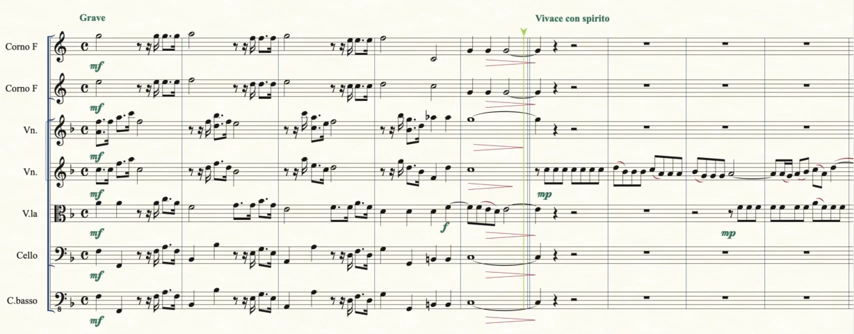 Grave
Vivace con spirito
Corno F
mf
Corno F
mf
Vn.
mf
Vn.
mf
mp
V.la
mf
f
mp
Cello
mf
C.basso
8
mf